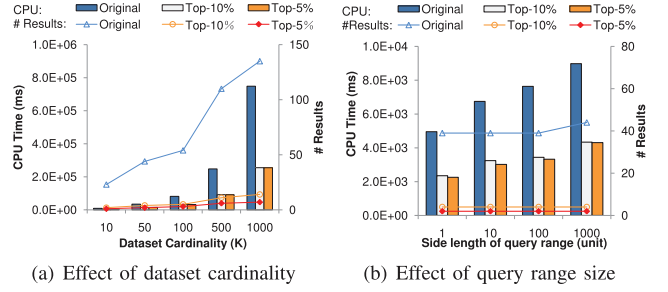 CPU: Original Top-10% Top-5%
# Results: Original Top-10% Top-5%
1.0E+06
8.0E+05
6.0E+05
4.0E+05
2.0E+05
0.0E+00
CPU Time (ms)
150
100
50
0
# Results
10 50 100 500 1000
Dataset Cardinality (K)
(a) Effect of dataset cardinality
CPU: Original Top-10% Top-5%
#Results: Original Top-10% Top-5%
1.0E+04
8.0E+03
6.0E+03
4.0E+03
2.0E+03
0.0E+00
CPU Time (ms)
80
60
40
20
0
# Results
1 10 100 1000
Side length of query range (unit)
(b) Effect of query range size